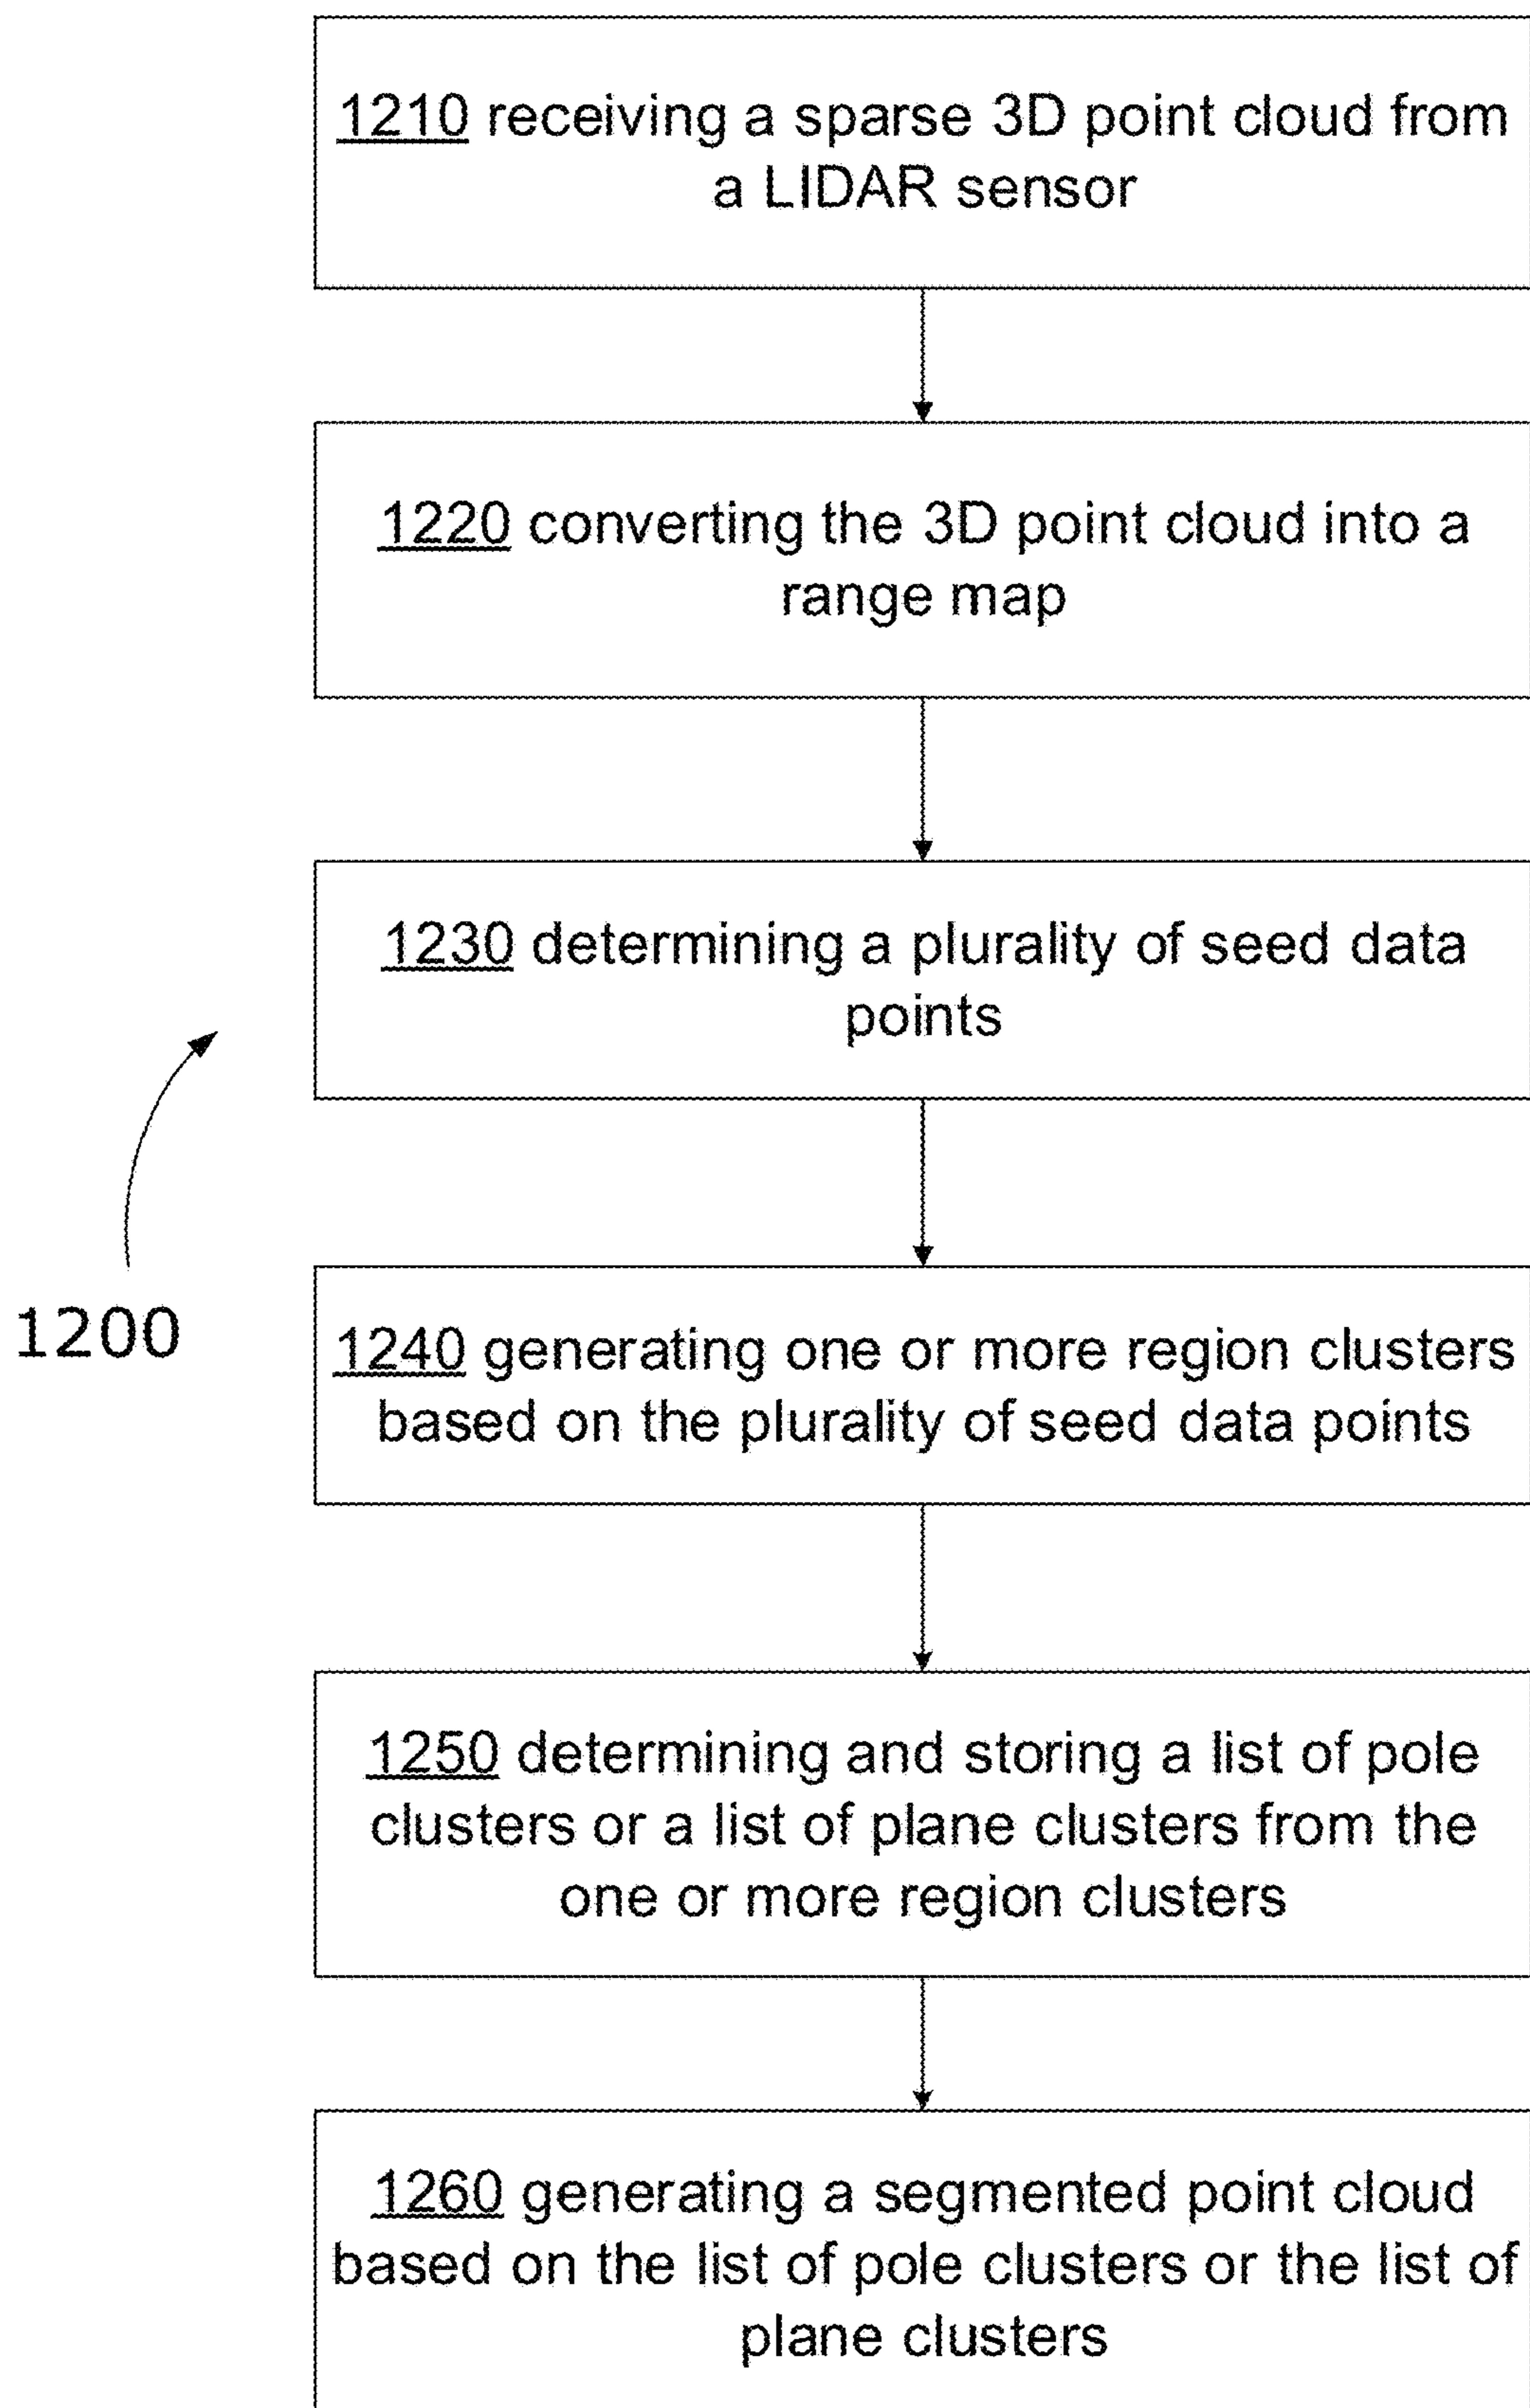 1210 receiving a sparse 3D point cloud from
a LIDAR sensor
1220 converting the 3D point cloud into a
range map
1230 determining a plurality of seed data
points
1200
1240 generating one or more region clusters
based on the plurality of seed data points
1250 determining and storing a list of pole
clusters or a list of plane clusters from the
one or more region clusters
1260 generating a segmented point cloud
based on the list of pole clusters or the list of
plane clusters